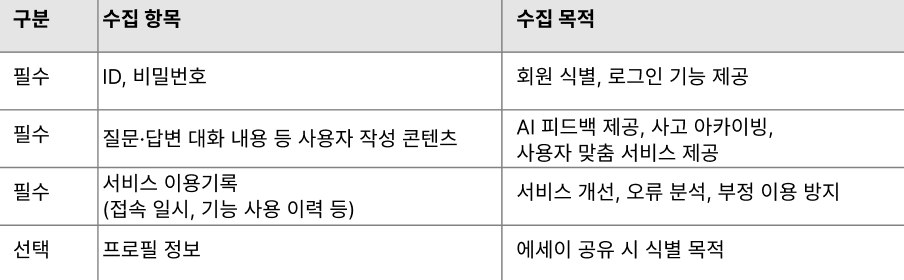 구분 수집 항목 수집 목적
필수 ID, 비밀번호 회원 식별, 로그인 기능 제공
필수 질문·답변 대화 내용 등 사용자 작성 콘텐츠 AI 피드백 제공, 사고 아카이빙,
사용자 맞춤 서비스 제공
필수 서비스 이용기록
(접속 일시, 기능 사용 이력 등) 서비스 개선, 오류 분석, 부정 이용 방지
선택 프로필 정보 에세이 공유 시 식별 목적